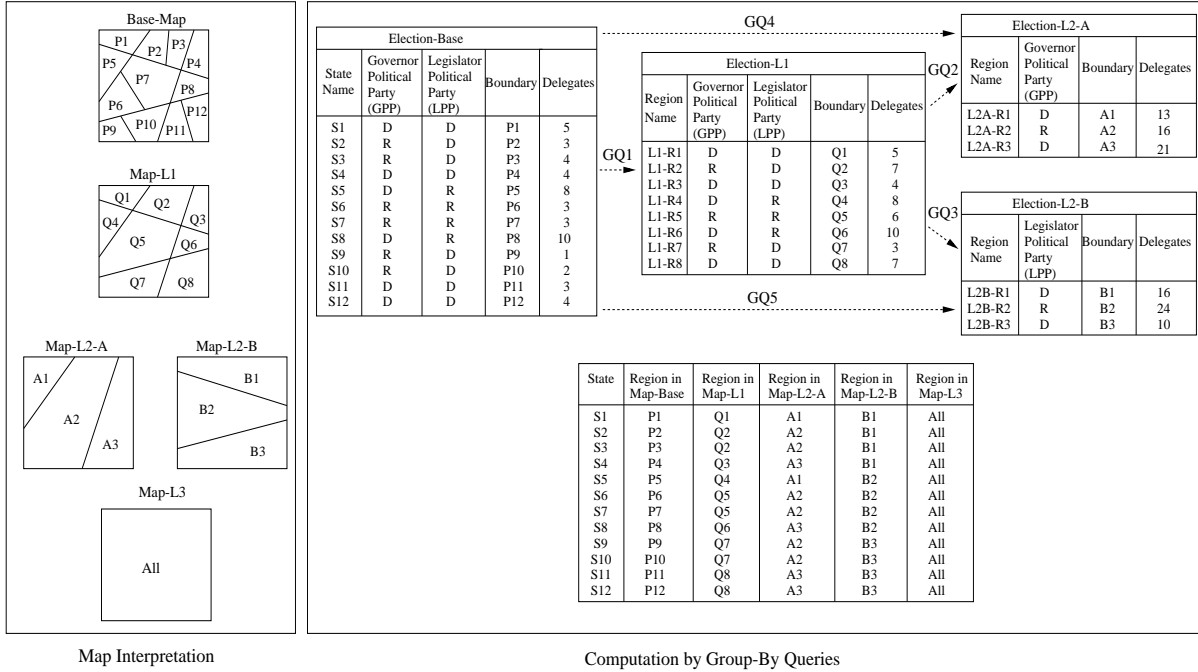 Base-Map
P1
P2
P3
P4
P5
P7
P8
P6
P12
P9
P10
P11
Map-L1
Q1
Q2
Q3
Q4
Q5
Q6
Q7
Q8
Map-L2-A
A1
A2
A3
Map-L2-B
B1
B2
B3
Map-L3
All
Map Interpretation
Election-Base
State Name | Governor Political Party (GPP) | Legislator Political Party (LPP) | Boundary | Delegates
S1 D D P1 5
S2 R D P2 3
S3 R D P3 4
S4 D D P4 4
S5 D R P5 8
S6 R R P6 3
S7 R R P7 3
S8 D R P8 10
S9 R D P9 1
S10 R D P10 2
S11 D D P11 3
S12 D D P12 4
GQ1
GQ4
GQ5
Election-L1
Region Name | Governor Political Party (GPP) | Legislator Political Party (LPP) | Boundary | Delegates
L1-R1 D D Q1 5
L1-R2 R D Q2 7
L1-R3 D D Q3 4
L1-R4 D R Q4 8
L1-R5 R R Q5 6
L1-R6 D R Q6 10
L1-R7 R D Q7 3
L1-R8 D D Q8 7
GQ2
GQ3
Election-L2-A
Region Name | Governor Political Party (GPP) | Boundary | Delegates
L2A-R1 D A1 13
L2A-R2 R A2 16
L2A-R3 D A3 21
Election-L2-B
Region Name | Legislator Political Party (LPP) | Boundary | Delegates
L2B-R1 D B1 16
L2B-R2 R B2 24
L2B-R3 D B3 10
State | Region in Map-Base | Region in Map-L1 | Region in Map-L2-A | Region in Map-L2-B | Region in Map-L3
S1 P1 Q1 A1 B1 All
S2 P2 Q2 A2 B1 All
S3 P3 Q2 A2 B1 All
S4 P4 Q3 A3 B1 All
S5 P5 Q4 A1 B2 All
S6 P6 Q5 A2 B2 All
S7 P7 Q5 A2 B2 All
S8 P8 Q6 A3 B2 All
S9 P9 Q7 A2 B3 All
S10 P10 Q7 A2 B3 All
S11 P11 Q8 A3 B3 All
S12 P12 Q8 A3 B3 All
Computation by Group-By Queries